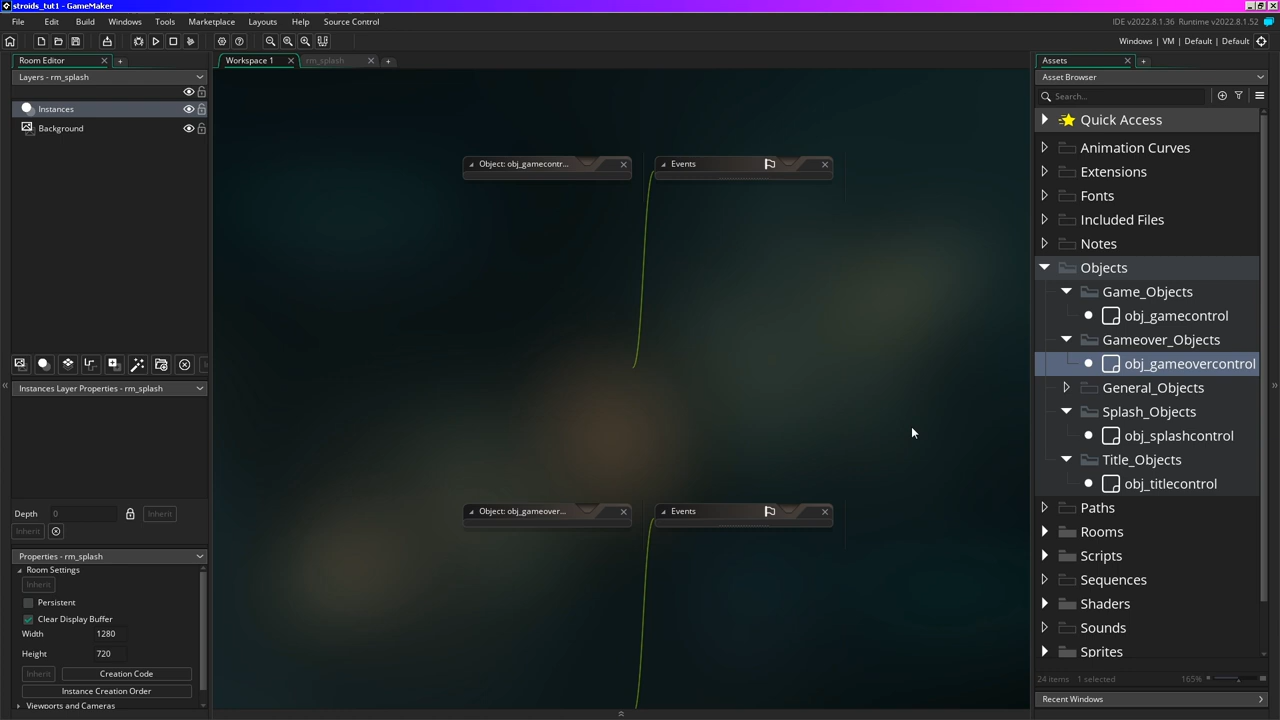 stroids_tut1 - GameMaker
File Edit Build Windows Tools Marketplace Layouts Help Source Control
IDE v2022.8.1.36 Runtime v2022.8.1.52
Windows | VM | Default | Default
Room Editor
Layers - rm_splash
Instances
Background
Instances Layer Properties - rm_splash
Depth 0 Inherit
Inherit
Properties - rm_splash
Room Settings
Inherit
Persistent
Clear Display Buffer
Width 1280
Height 720
Inherit Creation Code
Instance Creation Order
Viewports and Cameras
Workspace 1 rm_splash
Object: obj_gamecontr... Events
Object: obj_gameover... Events
Assets
Asset Browser
Search...
Quick Access
Animation Curves
Extensions
Fonts
Included Files
Notes
Objects
Game_Objects
obj_gamecontrol
Gameover_Objects
obj_gameovercontrol
General_Objects
Splash_Objects
obj_splashcontrol
Title_Objects
obj_titlecontrol
Paths
Rooms
Scripts
Sequences
Shaders
Sounds
Sprites
24 items 1 selected 165%
Recent Windows